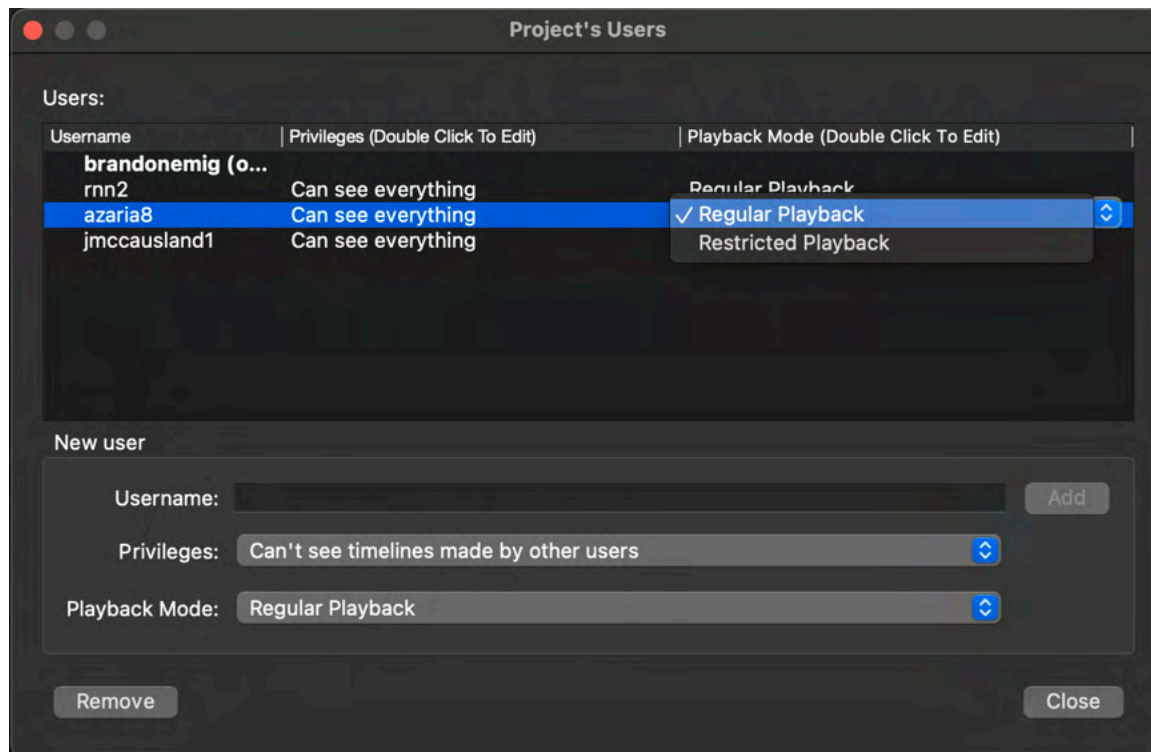 Project's Users
Users:
Username Privileges (Double Click To Edit) Playback Mode (Double Click To Edit)
brandonemig (o...
rnn2 Can see everything Regular Playback
azaria8 Can see everything ✓ Regular Playback
jmccausland1 Can see everything Restricted Playback
New user
Username: Add
Privileges: Can't see timelines made by other users
Playback Mode: Regular Playback
Remove Close